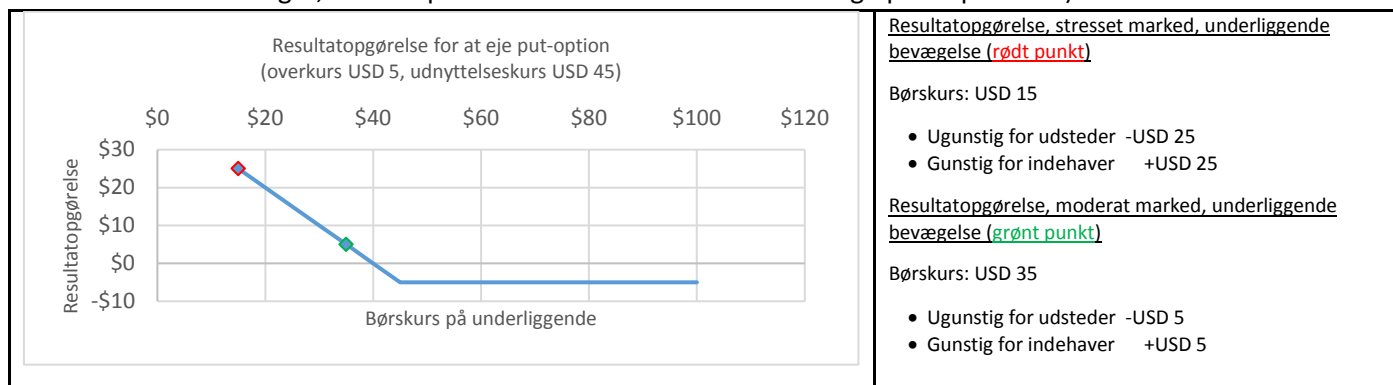 Resultatopgørelse for at eje put-option
(overkurs USD 5, udnyttelseskurs USD 45)
$0 $20 $40 $60 $80 $100 $120
$30
$20
$10
$0
-$10
Resultatopgørelse
Børskurs på underliggende
Resultatopgørelse, stresset marked, underliggende
bevægelse (rødt punkt)
Børskurs: USD 15
• Ugunstig for udsteder -USD 25
• Gunstig for indehaver +USD 25
Resultatopgørelse, moderat marked, underliggende
bevægelse (grønt punkt)
Børskurs: USD 35
• Ugunstig for udsteder -USD 5
• Gunstig for indehaver +USD 5